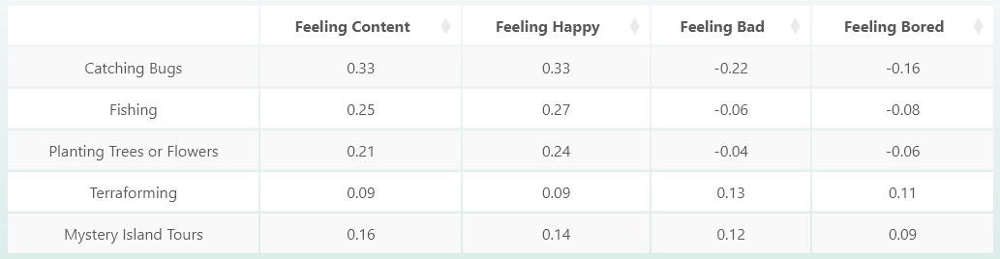 Feeling Content Feeling Happy Feeling Bad Feeling Bored
Catching Bugs 0.33 0.33 -0.22 -0.16
Fishing 0.25 0.27 -0.06 -0.08
Planting Trees or Flowers 0.21 0.24 -0.04 -0.06
Terraforming 0.09 0.09 0.13 0.11
Mystery Island Tours 0.16 0.14 0.12 0.09